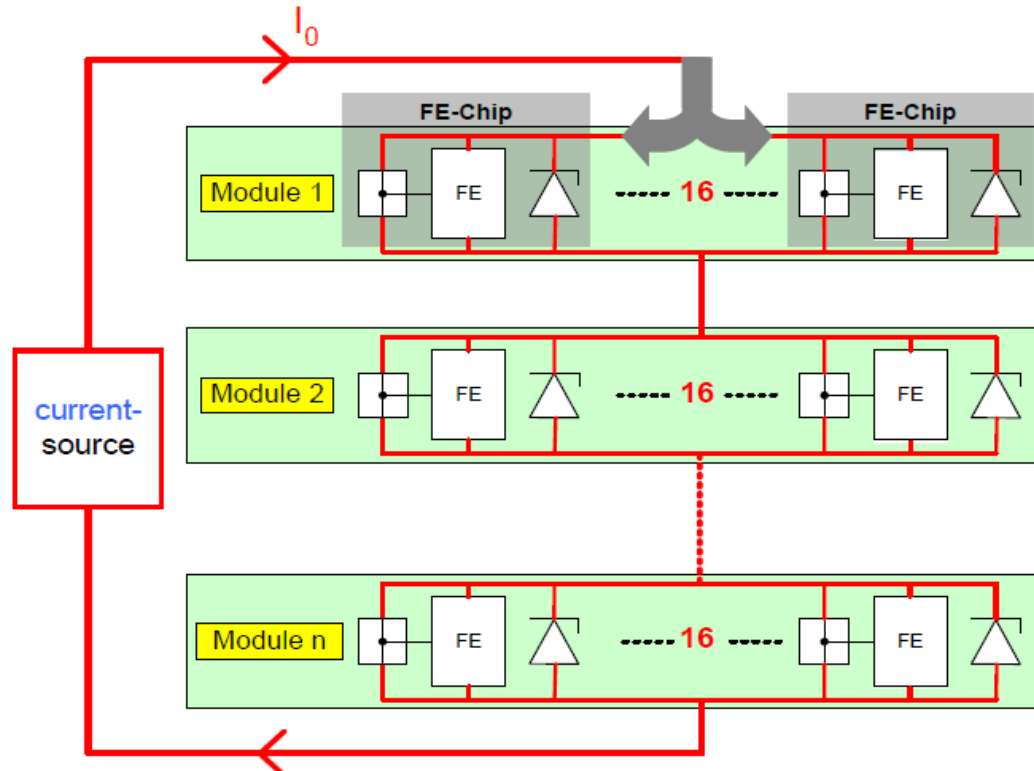 I0
FE-Chip
FE-Chip
Module 1
FE
16
FE
Module 2
FE
16
FE
current-
source
Module n
FE
16
FE